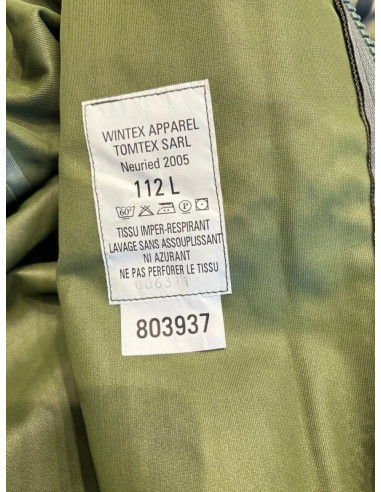 WINTEX APPAREL
TOMTEX SARL
Neuried 2005
112 L
60° P
TISSU IMPER-RESPIRANT
LAVAGE SANS ASSOUPLISSANT
NI AZURANT
NE PAS PERFORER LE TISSU
006311
803937